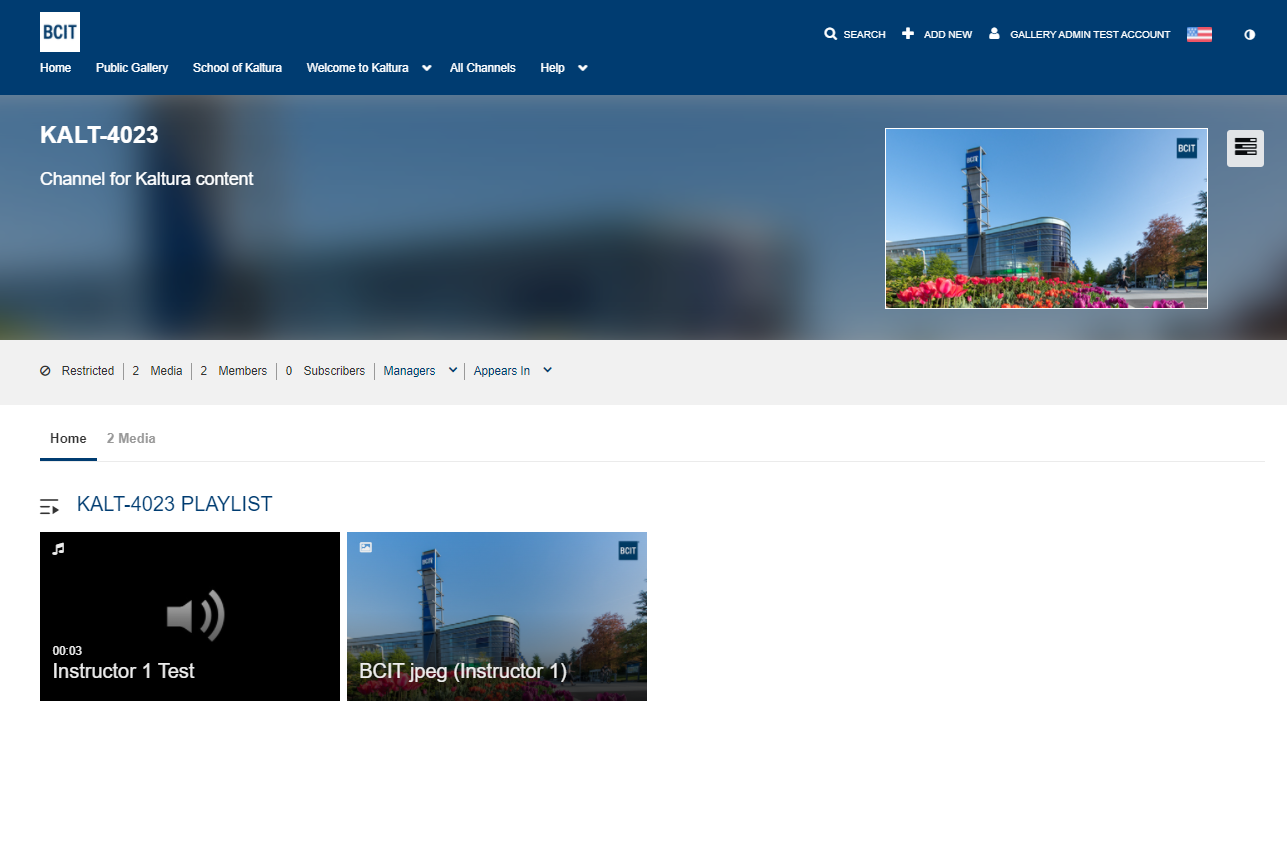 BCIT
SEARCH ADD NEW GALLERY ADMIN TEST ACCOUNT
Home Public Gallery School of Kaltura Welcome to Kaltura All Channels Help
KALT-4023
Channel for Kaltura content
BCIT
BCIT
Restricted 2 Media 2 Members 0 Subscribers Managers Appears In
Home 2 Media
KALT-4023 PLAYLIST
BCIT
BCIT
00:03
Instructor 1 Test
BCIT jpeg (Instructor 1)